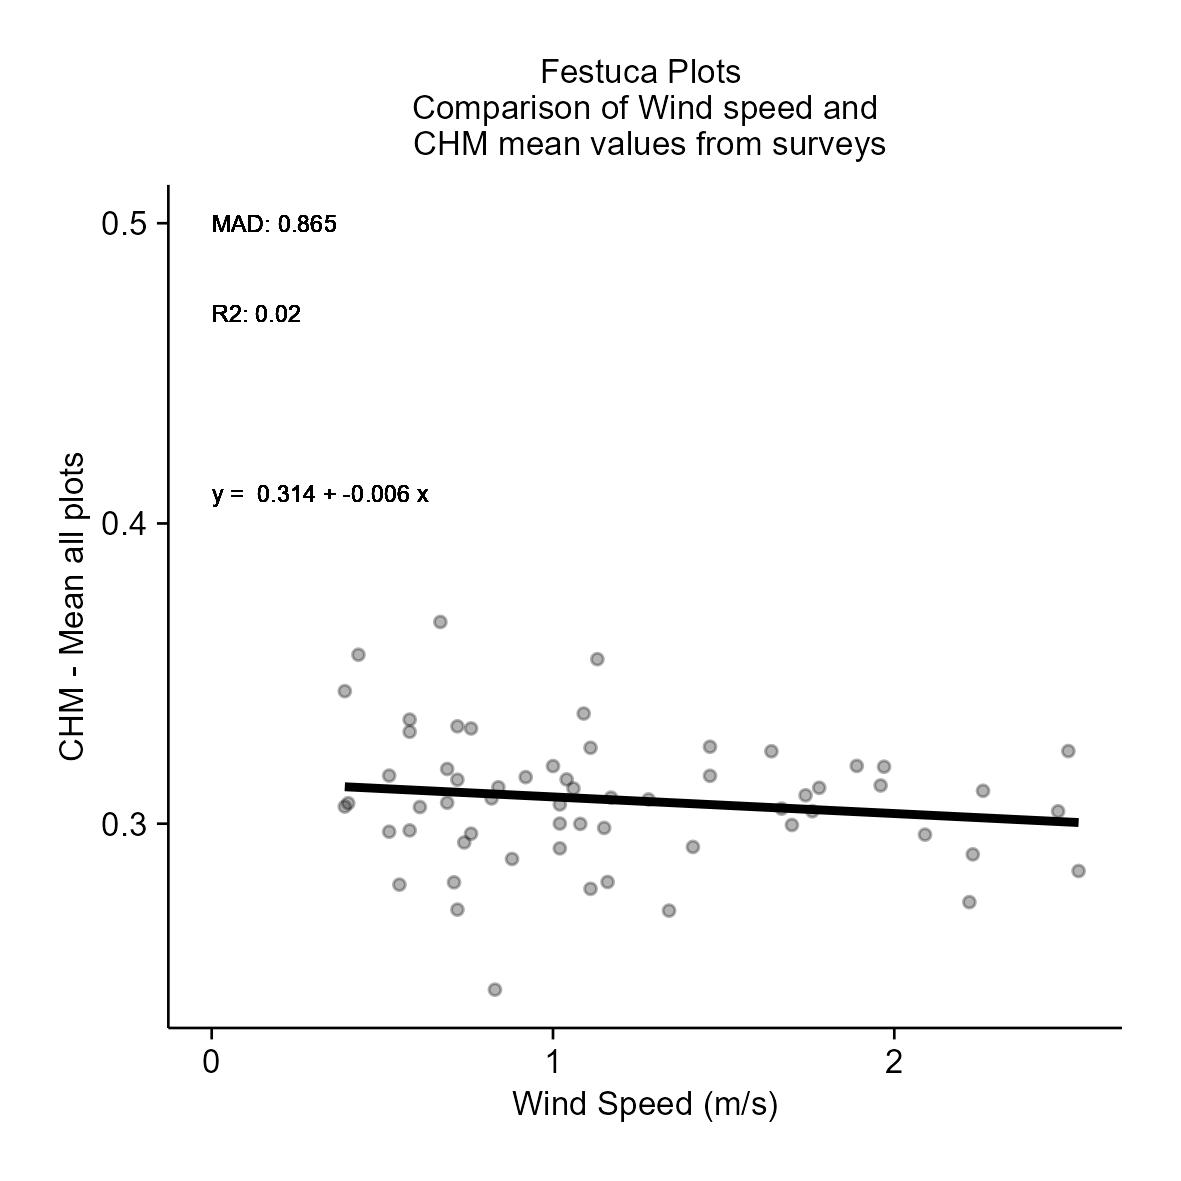 Festuca Plots
Comparison of Wind speed and
CHM mean values from surveys
0.5
MAD: 0.865
R2: 0.02
y =  0.314 + -0.006 x
0.4
CHM - Mean all plots
0.3
0 1 2
Wind Speed (m/s)